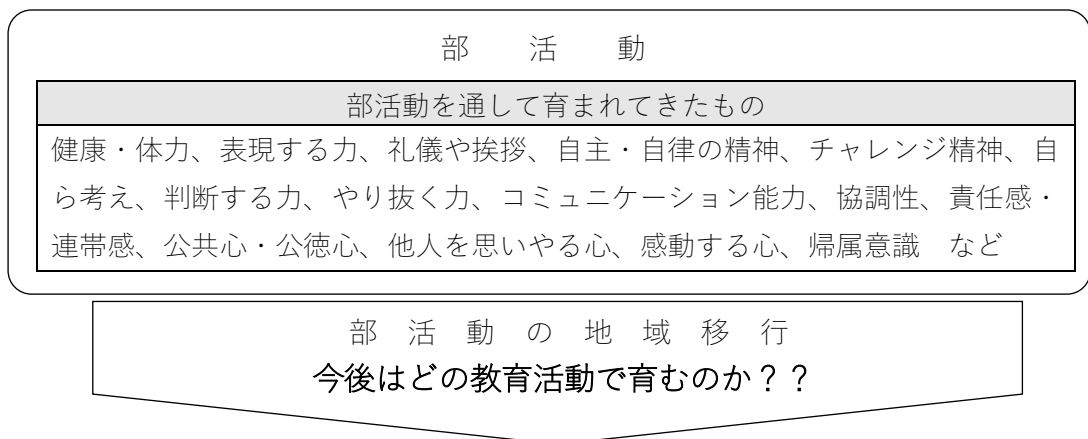 部　活　動
部活動を通して育まれてきたもの
健康・体力、表現する力、礼儀や挨拶、自主・自律の精神、チャレンジ精神、自
ら考え、判断する力、やり抜く力、コミュニケーション能力、協調性、責任感・
連帯感、公共心・公徳心、他人を思いやる心、感動する心、帰属意識　など
部　活　動　の　地　域　移　行
今後はどの教育活動で育むのか？？